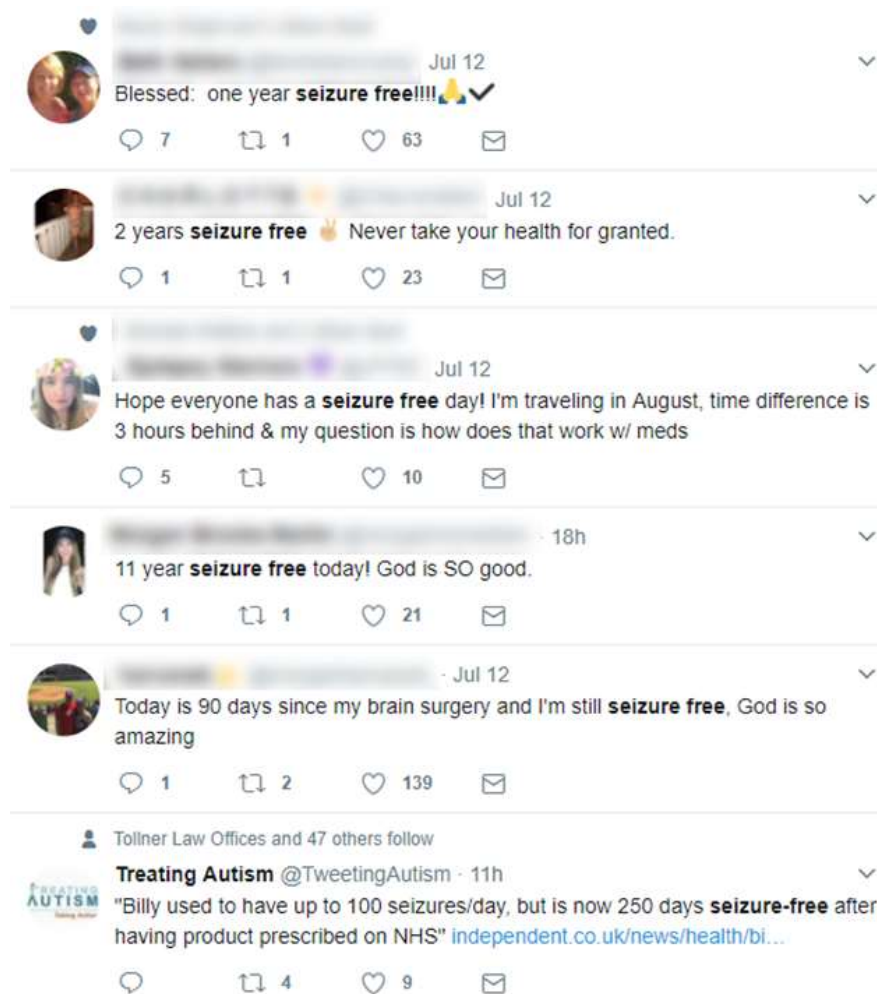 Jul 12
Blessed: one year seizure free!!!!🙏✔
7 1 63
Jul 12
2 years seizure free ✌ Never take your health for granted.
1 1 23
Jul 12
Hope everyone has a seizure free day! I'm traveling in August, time difference is
3 hours behind & my question is how does that work w/ meds
5 10
· 18h
11 year seizure free today! God is SO good.
1 1 21
· Jul 12
Today is 90 days since my brain surgery and I'm still seizure free, God is so
amazing
1 2 139
Tollner Law Offices and 47 others follow
Treating Autism @TweetingAutism · 11h
TREATING
AUTISM
"Billy used to have up to 100 seizures/day, but is now 250 days seizure-free after
having product prescribed on NHS" independent.co.uk/news/health/bi...
4 9